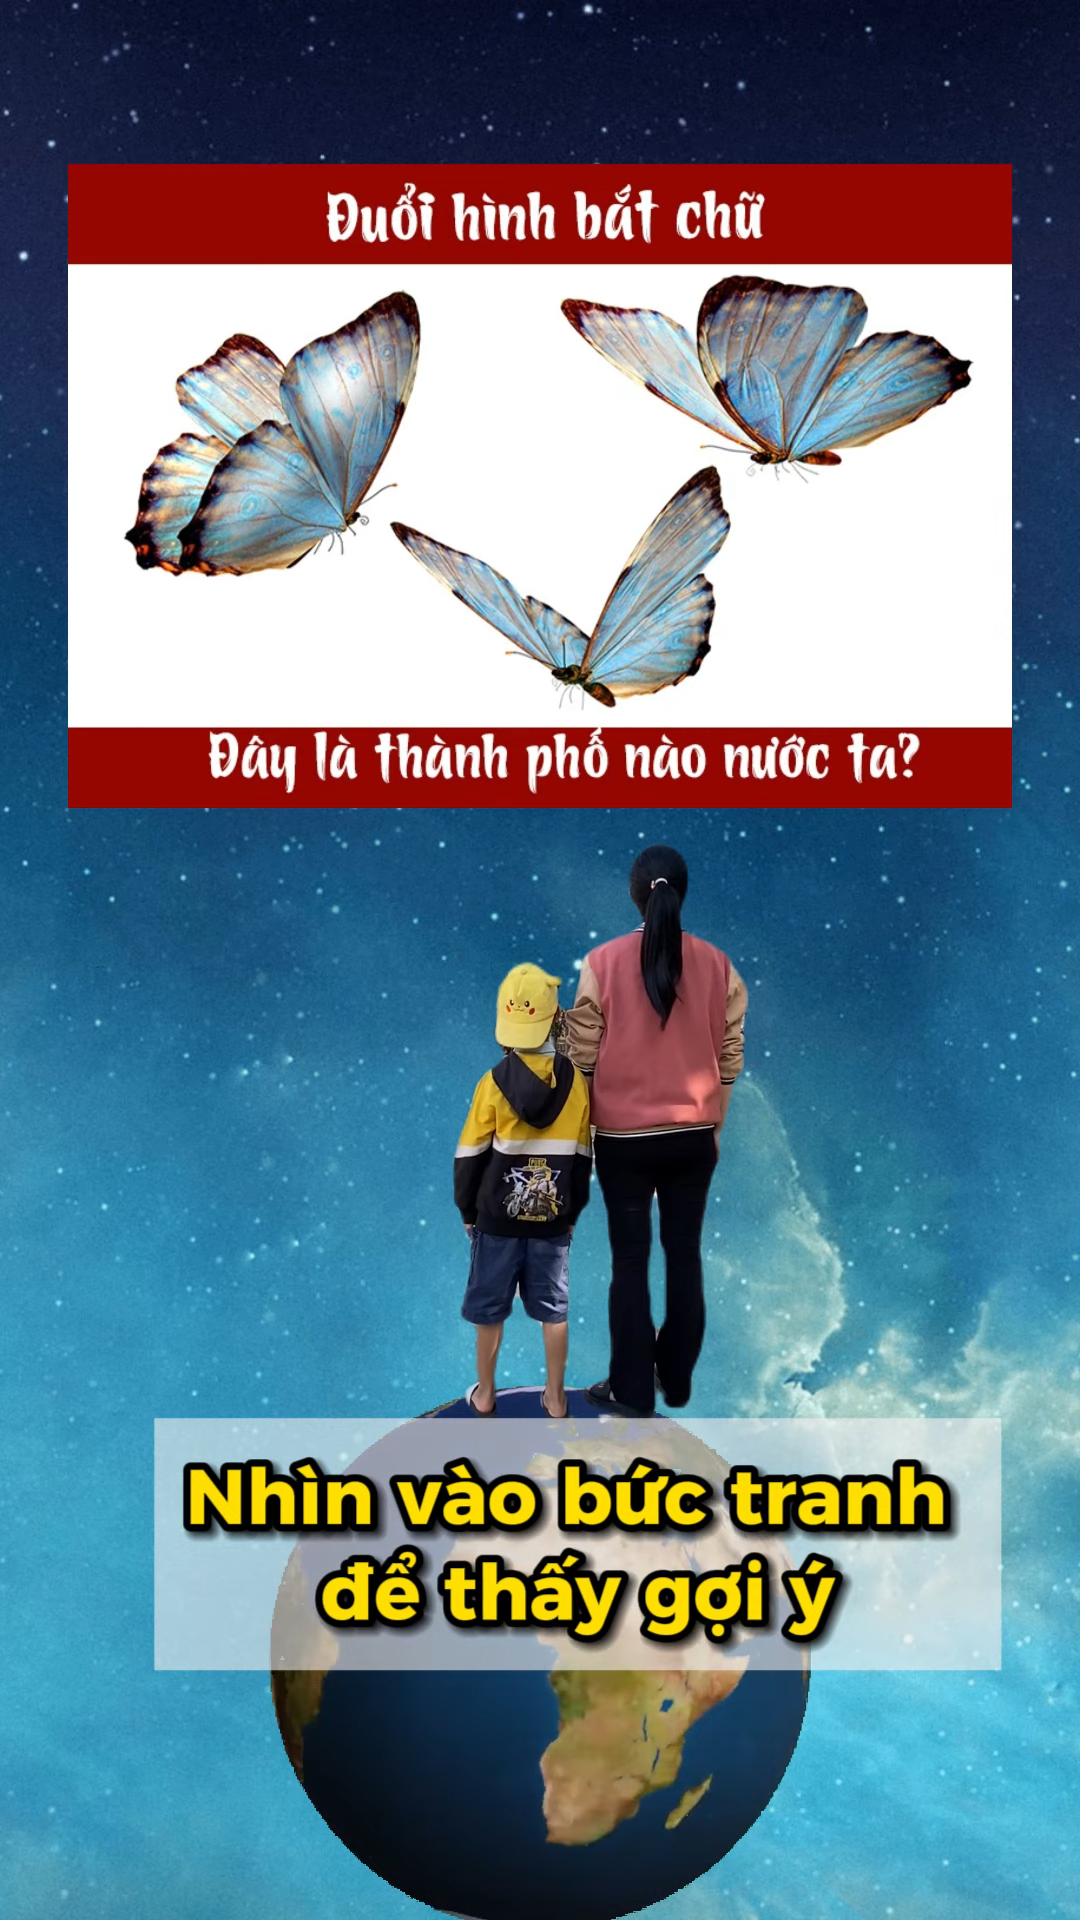 Đuổi hình bắt chữ
Đây là thành phố nào nước ta?
Nhìn vào bức tranh
để thấy gợi ý